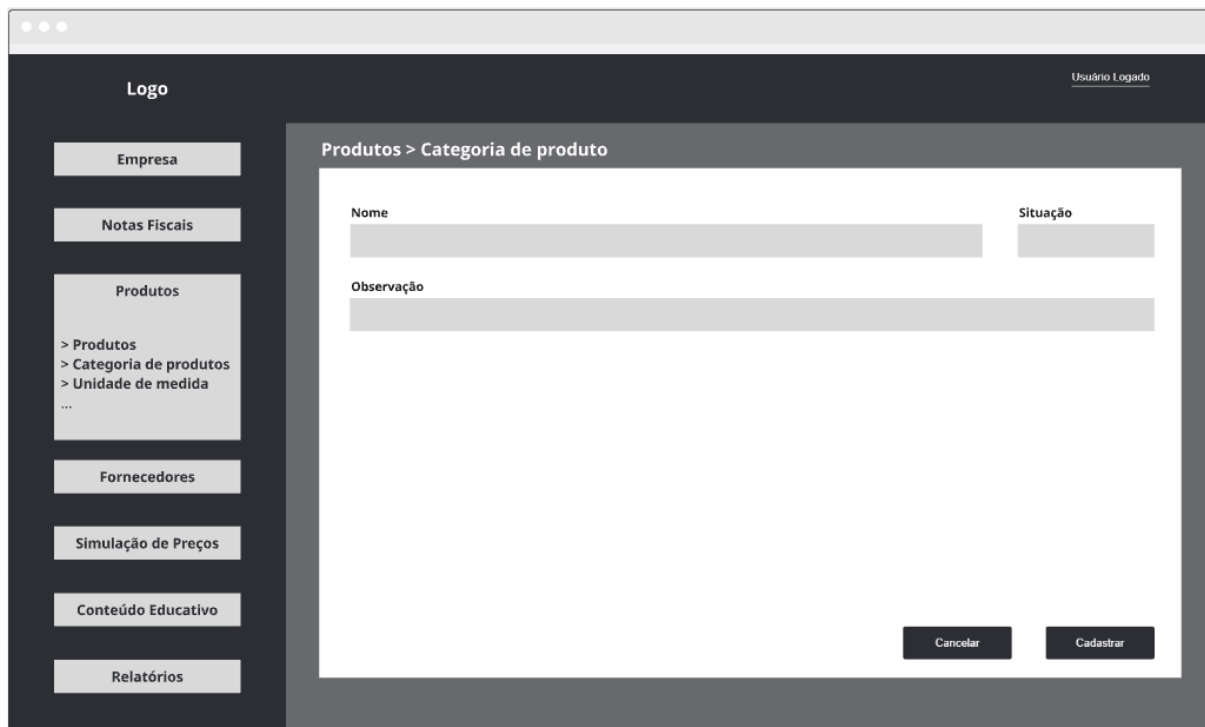 Logo
Usuário Logado
Empresa
Notas Fiscais
Produtos
> Produtos
> Categoria de produtos
> Unidade de medida
...
Fornecedores
Simulação de Preços
Conteúdo Educativo
Relatórios
Produtos > Categoria de produto
Nome
Situação
Observação
Cancelar
Cadastrar